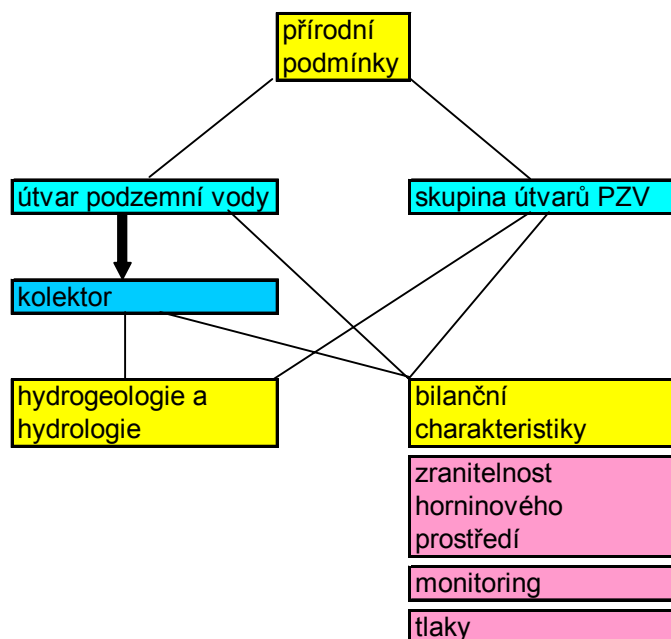 přírodní
podmínky
útvar podzemní vody
skupina útvarů PZV
kolektor
hydrogeologie a
hydrologie
bilanční
charakteristiky
zranitelnost
horninového
prostředí
monitoring
tlaky